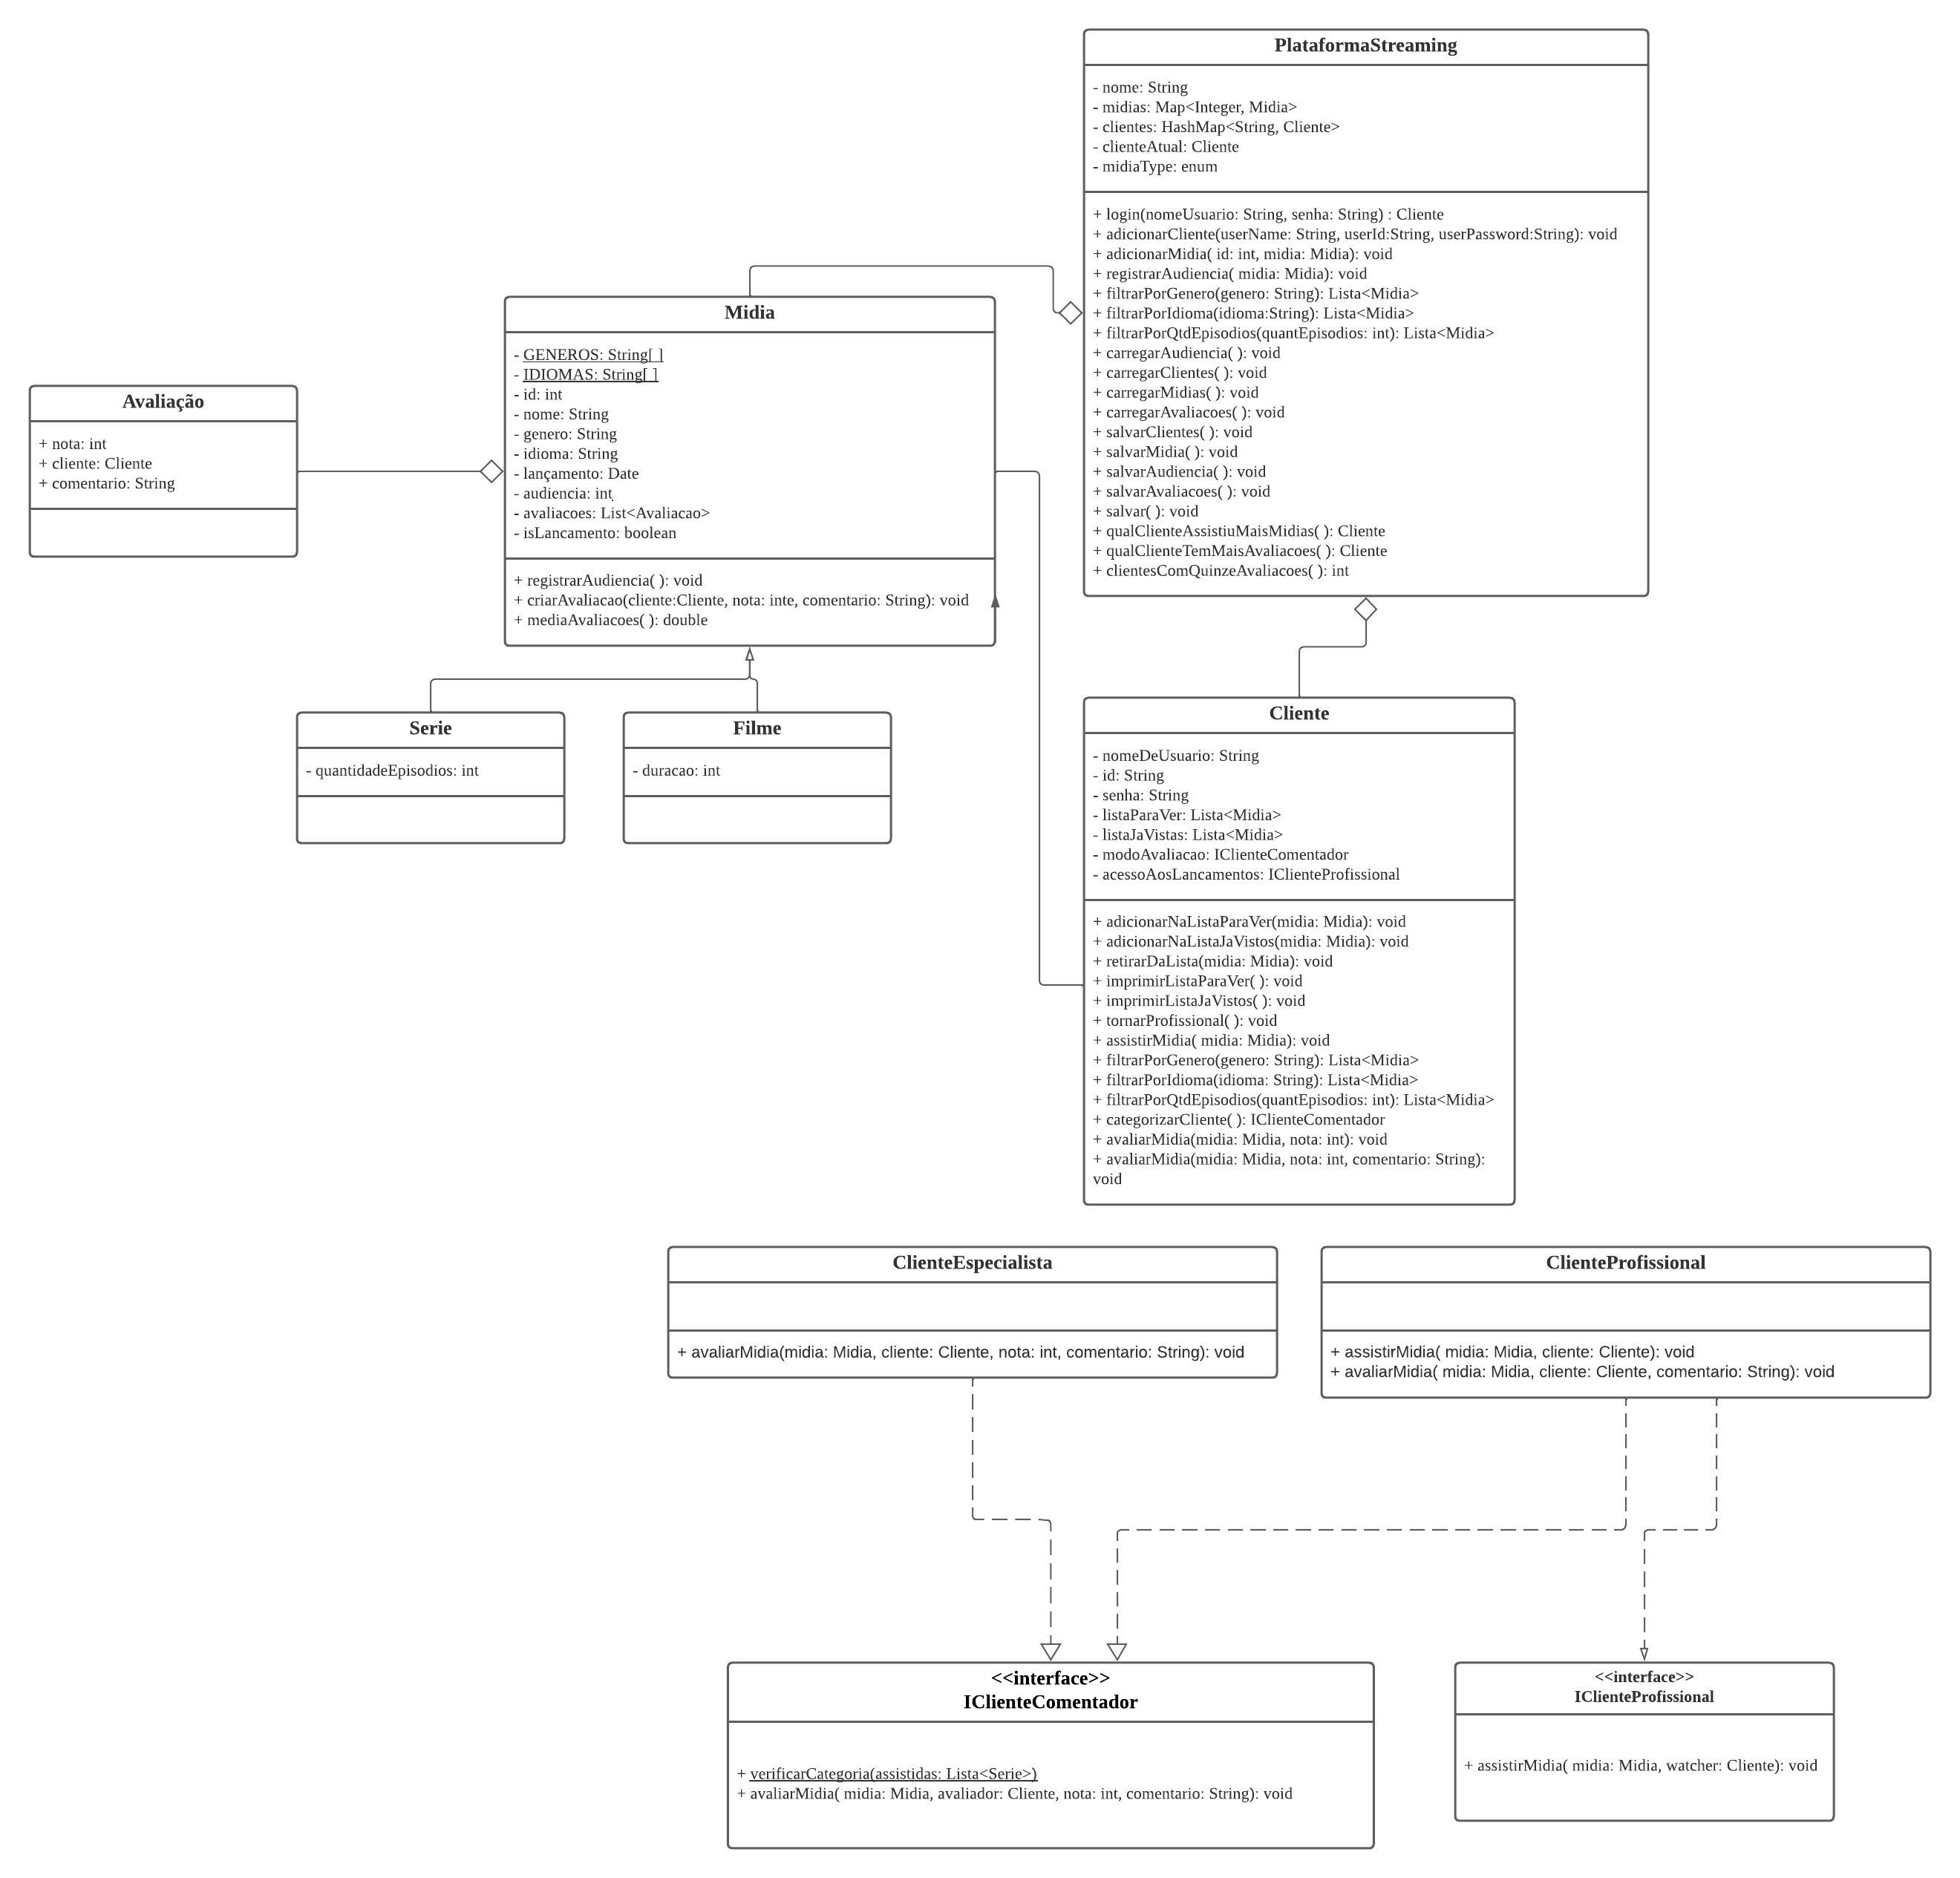 PlataformaStreaming
- nome: String
- midias: Map<Integer, Midia>
- clientes: HashMap<String, Cliente>
- clienteAtual: Cliente
- midiaType: enum
+ login(nomeUsuario: String, senha: String) : Cliente
+ adicionarCliente(userName: String, userId:String, userPassword:String): void
+ adicionarMidia( id: int, midia: Midia): void
+ registrarAudiencia( midia: Midia): void
+ filtrarPorGenero(genero: String): Lista<Midia>
+ filtrarPorIdioma(idioma:String): Lista<Midia>
+ filtrarPorQtdEpisodios(quantEpisodios: int): Lista<Midia>
+ carregarAudiencia( ): void
+ carregarClientes( ): void
+ carregarMidias( ): void
+ carregarAvaliacoes( ): void
+ salvarClientes( ): void
+ salvarMidia( ): void
+ salvarAudiencia( ): void
+ salvarAvaliacoes( ): void
+ salvar( ): void
+ qualClienteAssistiuMaisMidias( ): Cliente
+ qualClienteTemMaisAvaliacoes( ): Cliente
+ clientesComQuinzeAvaliacoes( ): int
Midia
- GENEROS: String[ ]
- IDIOMAS: String[ ]
- id: int
- nome: String
- genero: String
- idioma: String
- lançamento: Date
- audiencia: int
- avaliacoes: List<Avaliacao>
- isLancamento: boolean
+ registrarAudiencia( ): void
+ criarAvaliacao(cliente:Cliente, nota: inte, comentario: String): void
+ mediaAvaliacoes( ): double
Avaliação
+ nota: int
+ cliente: Cliente
+ comentario: String
Serie
- quantidadeEpisodios: int
Filme
- duracao: int
Cliente
- nomeDeUsuario: String
- id: String
- senha: String
- listaParaVer: Lista<Midia>
- listaJaVistas: Lista<Midia>
- modoAvaliacao: IClienteComentador
- acessoAosLancamentos: IClienteProfissional
+ adicionarNaListaParaVer(midia: Midia): void
+ adicionarNaListaJaVistos(midia: Midia): void
+ retirarDaLista(midia: Midia): void
+ imprimirListaParaVer( ): void
+ imprimirListaJaVistos( ): void
+ tornarProfissional( ): void
+ assistirMidia( midia: Midia): void
+ filtrarPorGenero(genero: String): Lista<Midia>
+ filtrarPorIdioma(idioma: String): Lista<Midia>
+ filtrarPorQtdEpisodios(quantEpisodios: int): Lista<Midia>
+ categorizarCliente( ): IClienteComentador
+ avaliarMidia(midia: Midia, nota: int): void
+ avaliarMidia(midia: Midia, nota: int, comentario: String):
void
ClienteEspecialista
+ avaliarMidia(midia: Midia, cliente: Cliente, nota: int, comentario: String): void
ClienteProfissional
+ assistirMidia( midia: Midia, cliente: Cliente): void
+ avaliarMidia( midia: Midia, cliente: Cliente, comentario: String): void
<<interface>>
IClienteComentador
+ verificarCategoria(assistidas: Lista<Serie>)
+ avaliarMidia( midia: Midia, avaliador: Cliente, nota: int, comentario: String): void
<<interface>>
IClienteProfissional
+ assistirMidia( midia: Midia, watcher: Cliente): void